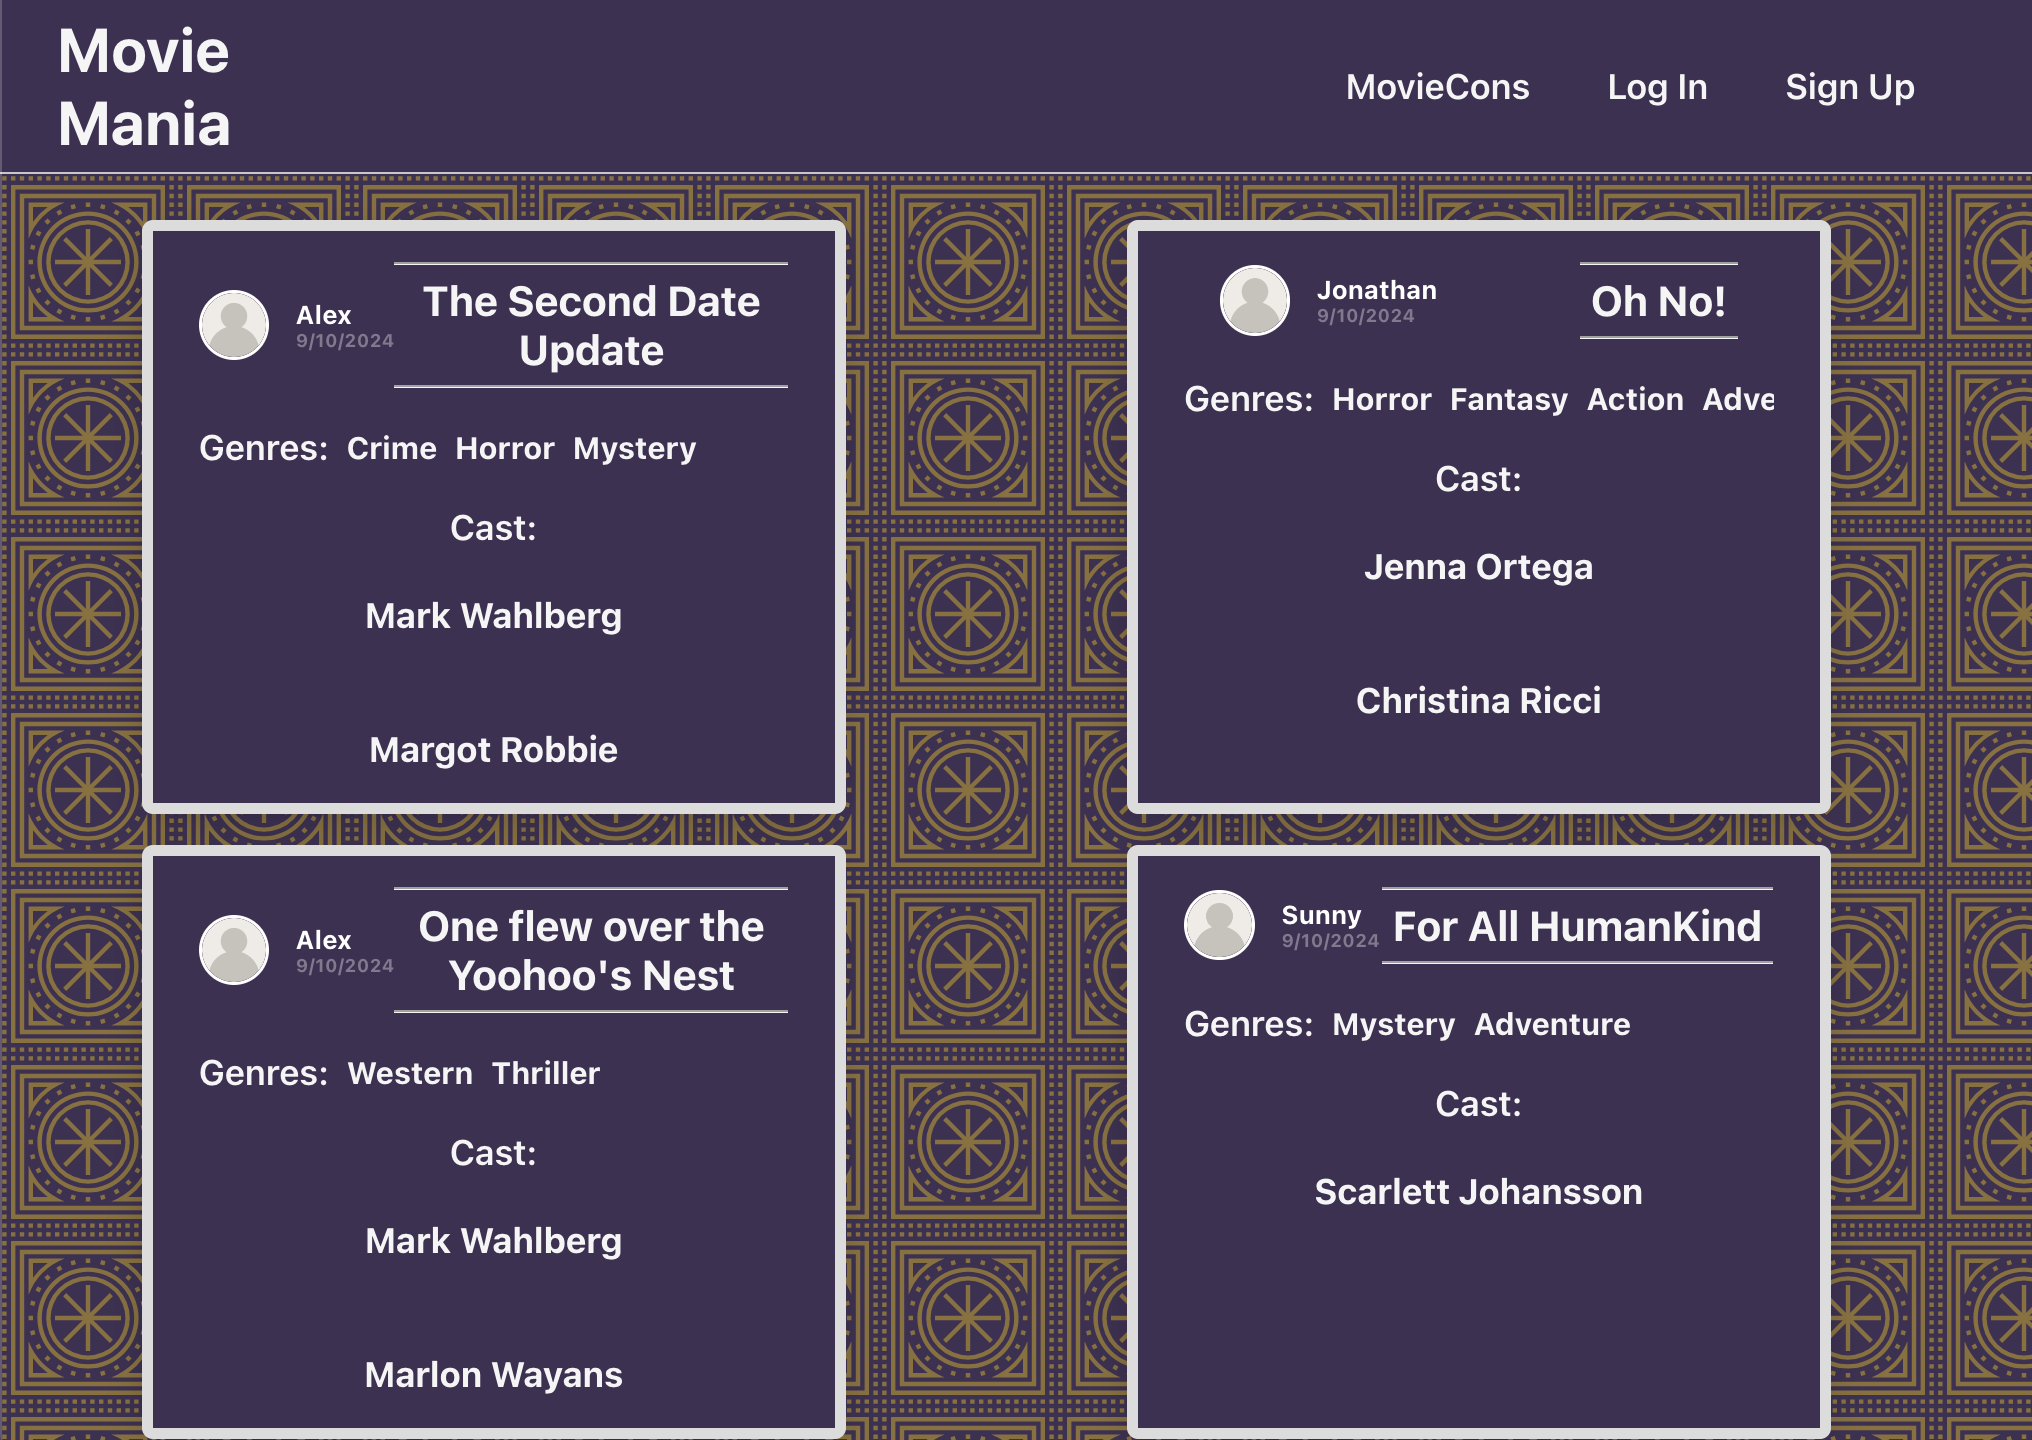 Movie
Mania
MovieCons
Log In
Sign Up
Alex
9/10/2024
The Second Date
Update
Genres: Crime Horror Mystery
Cast:
Mark Wahlberg
Margot Robbie
Jonathan
9/10/2024
Oh No!
Genres: Horror Fantasy Action Adve
Cast:
Jenna Ortega
Christina Ricci
Alex
9/10/2024
One flew over the
Yoohoo's Nest
Genres: Western Thriller
Cast:
Mark Wahlberg
Marlon Wayans
Sunny
9/10/2024
For All HumanKind
Genres: Mystery Adventure
Cast:
Scarlett Johansson